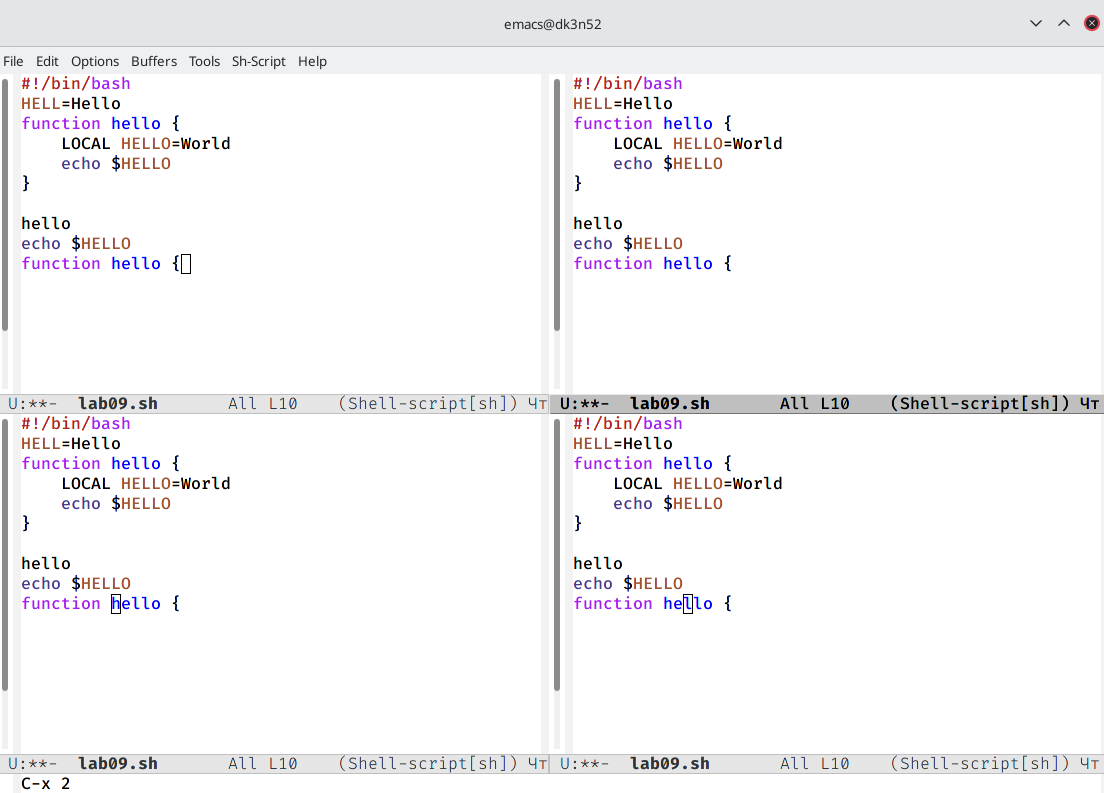 emacs@dk3n52
File Edit Options Buffers Tools Sh-Script Help
#!/bin/bash
HELL=Hello
function hello {
    LOCAL HELLO=World
    echo $HELLO
}

hello
echo $HELLO
function hello {
U:**-  lab09.sh       All L10    (Shell-script[sh]) Чт
#!/bin/bash
HELL=Hello
function hello {
    LOCAL HELLO=World
    echo $HELLO
}

hello
echo $HELLO
function hello {
U:**-  lab09.sh       All L10    (Shell-script[sh]) Чт
#!/bin/bash
HELL=Hello
function hello {
    LOCAL HELLO=World
    echo $HELLO
}

hello
echo $HELLO
function hello {
U:**-  lab09.sh       All L10    (Shell-script[sh]) Чт
#!/bin/bash
HELL=Hello
function hello {
    LOCAL HELLO=World
    echo $HELLO
}

hello
echo $HELLO
function hello {
U:**-  lab09.sh       All L10    (Shell-script[sh]) Чт
C-x 2